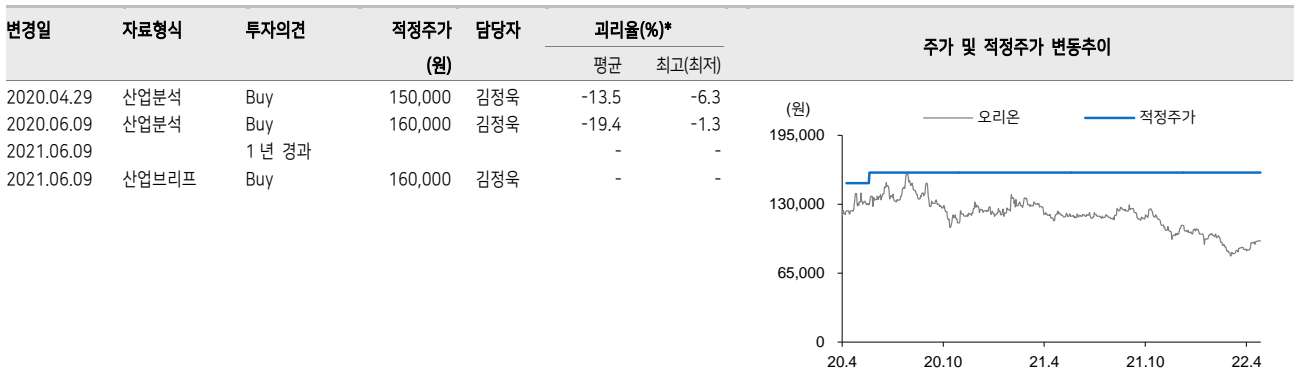 변경일 자료형식 투자의견 적정주가 담당자 괴리율(%)*
(원) 평균 최고(최저)
2020.04.29 산업분석 Buy 150,000 김정욱 -13.5 -6.3
2020.06.09 산업분석 Buy 160,000 김정욱 -19.4 -1.3
2021.06.09 1년 경과 - -
2021.06.09 산업브리프 Buy 160,000 김정욱 - -
주가 및 적정주가 변동추이
(원) 오리온 적정주가
195,000
130,000
65,000
0
20.4 20.10 21.4 21.10 22.4